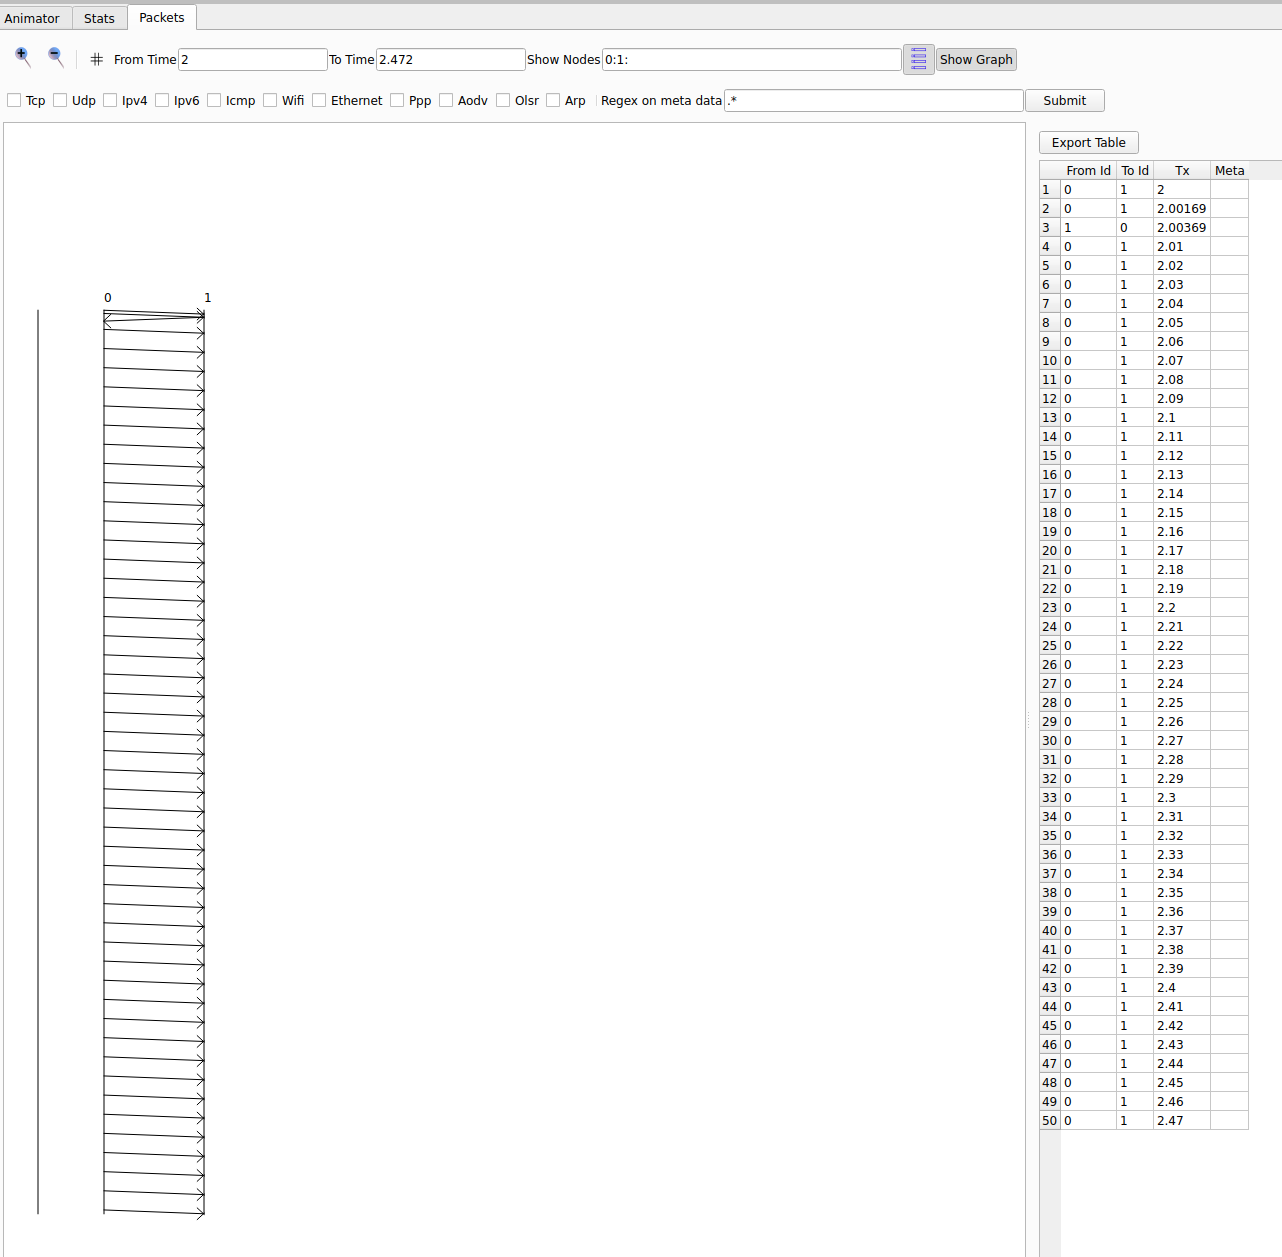 Animator Stats Packets
From Time 2 To Time 2.472 Show Nodes 0:1: Show Graph
Tcp Udp Ipv4 Ipv6 Icmp Wifi Ethernet Ppp Aodv Olsr Arp Regex on meta data .* Submit
Export Table
From Id To Id Tx Meta
1 0 1 2
2 0 1 2.00169
3 1 0 2.00369
4 0 1 2.01
5 0 1 2.02
6 0 1 2.03
7 0 1 2.04
8 0 1 2.05
9 0 1 2.06
10 0 1 2.07
11 0 1 2.08
12 0 1 2.09
13 0 1 2.1
14 0 1 2.11
15 0 1 2.12
16 0 1 2.13
17 0 1 2.14
18 0 1 2.15
19 0 1 2.16
20 0 1 2.17
21 0 1 2.18
22 0 1 2.19
23 0 1 2.2
24 0 1 2.21
25 0 1 2.22
26 0 1 2.23
27 0 1 2.24
28 0 1 2.25
29 0 1 2.26
30 0 1 2.27
31 0 1 2.28
32 0 1 2.29
33 0 1 2.3
34 0 1 2.31
35 0 1 2.32
36 0 1 2.33
37 0 1 2.34
38 0 1 2.35
39 0 1 2.36
40 0 1 2.37
41 0 1 2.38
42 0 1 2.39
43 0 1 2.4
44 0 1 2.41
45 0 1 2.42
46 0 1 2.43
47 0 1 2.44
48 0 1 2.45
49 0 1 2.46
50 0 1 2.47
0 1